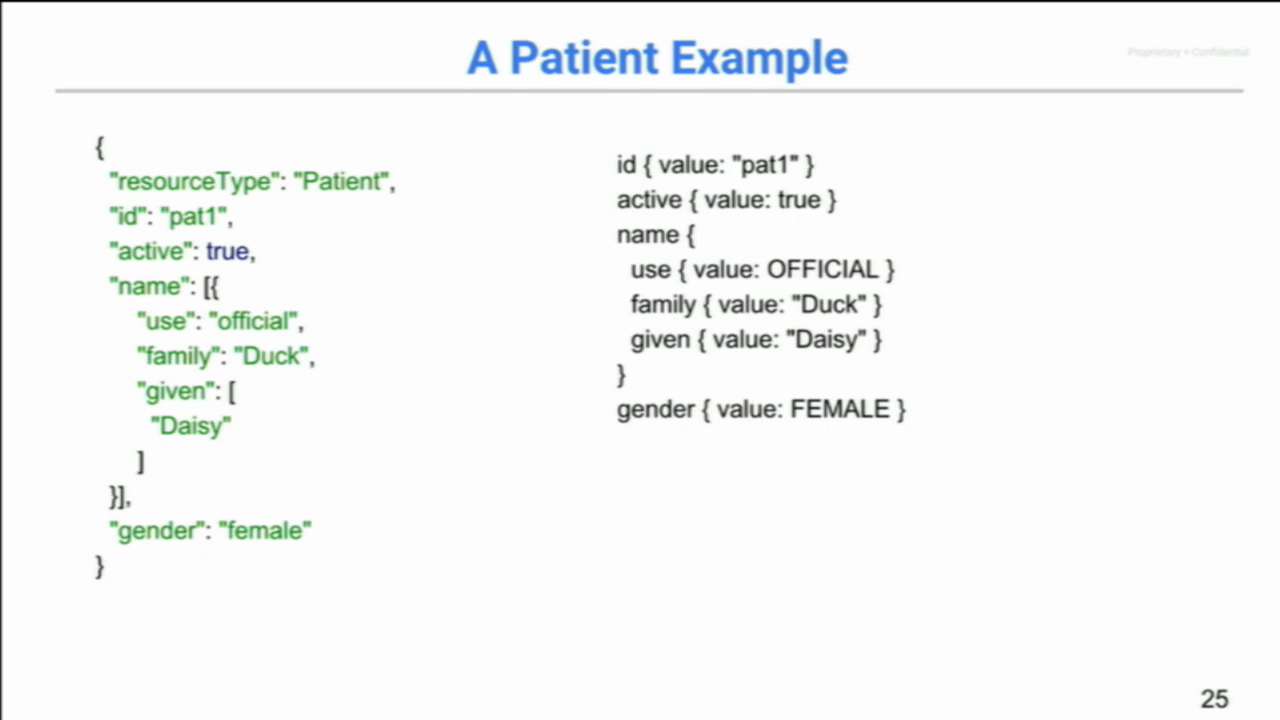 A Patient Example
Proprietary + Confidential
{
"resourceType": "Patient",
"id": "pat1",
"active": true,
"name": [{
"use": "official",
"family": "Duck",
"given": [
"Daisy"
]
}],
"gender": "female"
}
id { value: "pat1" }
active { value: true }
name {
use { value: OFFICIAL }
family { value: "Duck" }
given { value: "Daisy" }
}
gender { value: FEMALE }
25